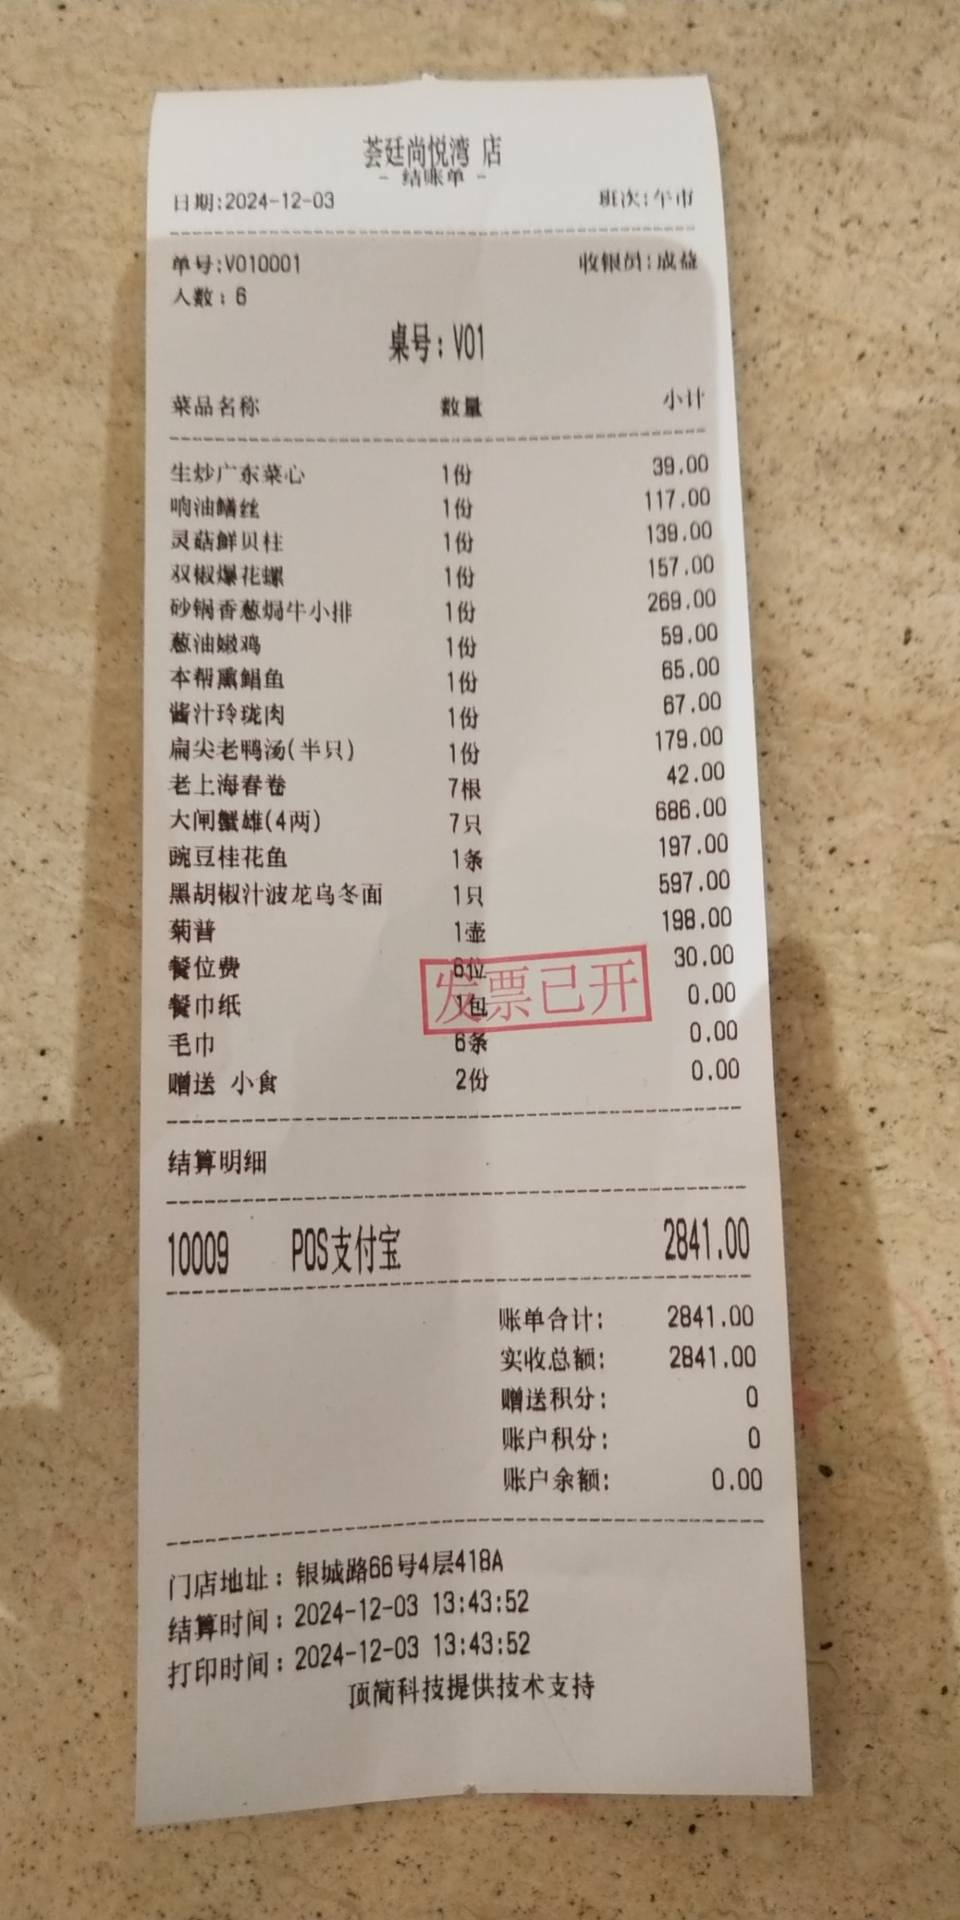 荟廷尚悦湾 店
- 结账单 -
日期:2024-12-03 班次:午市
单号:V010001 收银员:成益
人数: 6
桌号: V01
菜品名称 数量 小计
生炒广东菜心 1份 39.00
响油鳝丝 1份 117.00
灵菇鲜贝柱 1份 139.00
双椒爆花螺 1份 157.00
砂锅香葱焗牛小排 1份 269.00
葱油嫩鸡 1份 59.00
本帮熏鲳鱼 1份 65.00
酱汁玲珑肉 1份 67.00
扁尖老鸭汤(半只) 1份 179.00
老上海春卷 7根 42.00
大闸蟹雄(4两) 7只 686.00
豌豆桂花鱼 1条 197.00
黑胡椒汁波龙乌冬面 1只 597.00
菊普 1壶 198.00
餐位费 6位 30.00
发票已开
餐巾纸 1包 0.00
毛巾 6条 0.00
赠送 小食 2份 0.00
结算明细
10009 POS支付宝 2841.00
账单合计: 2841.00
实收总额: 2841.00
赠送积分: 0
账户积分: 0
账户余额: 0.00
门店地址: 银城路66号4层418A
结算时间: 2024-12-03 13:43:52
打印时间: 2024-12-03 13:43:52
顶简科技提供技术支持